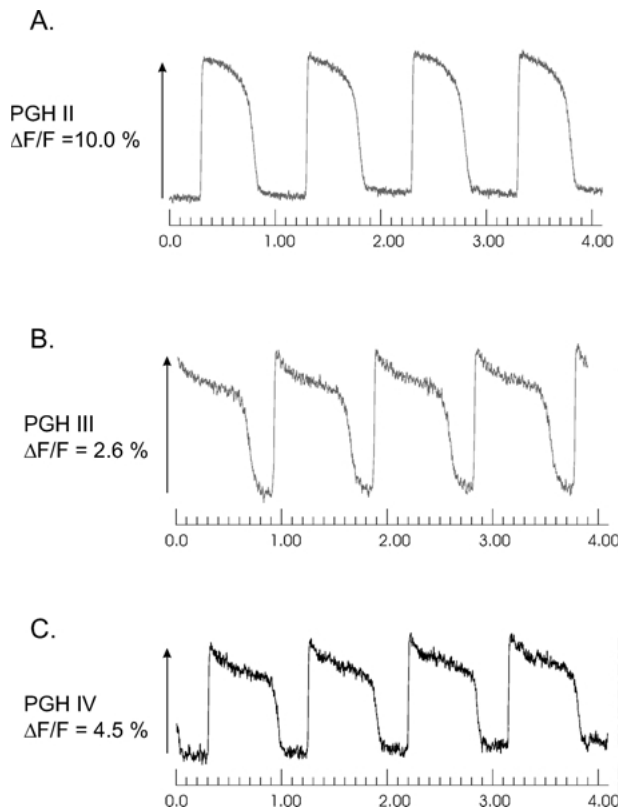 A.
PGH II
ΔF/F =10.0 %
0.0 1.00 2.00 3.00 4.00
B.
PGH III
ΔF/F = 2.6 %
0.0 1.00 2.00 3.00 4.00
C.
PGH IV
ΔF/F = 4.5 %
0.0 1.00 2.00 3.00 4.00